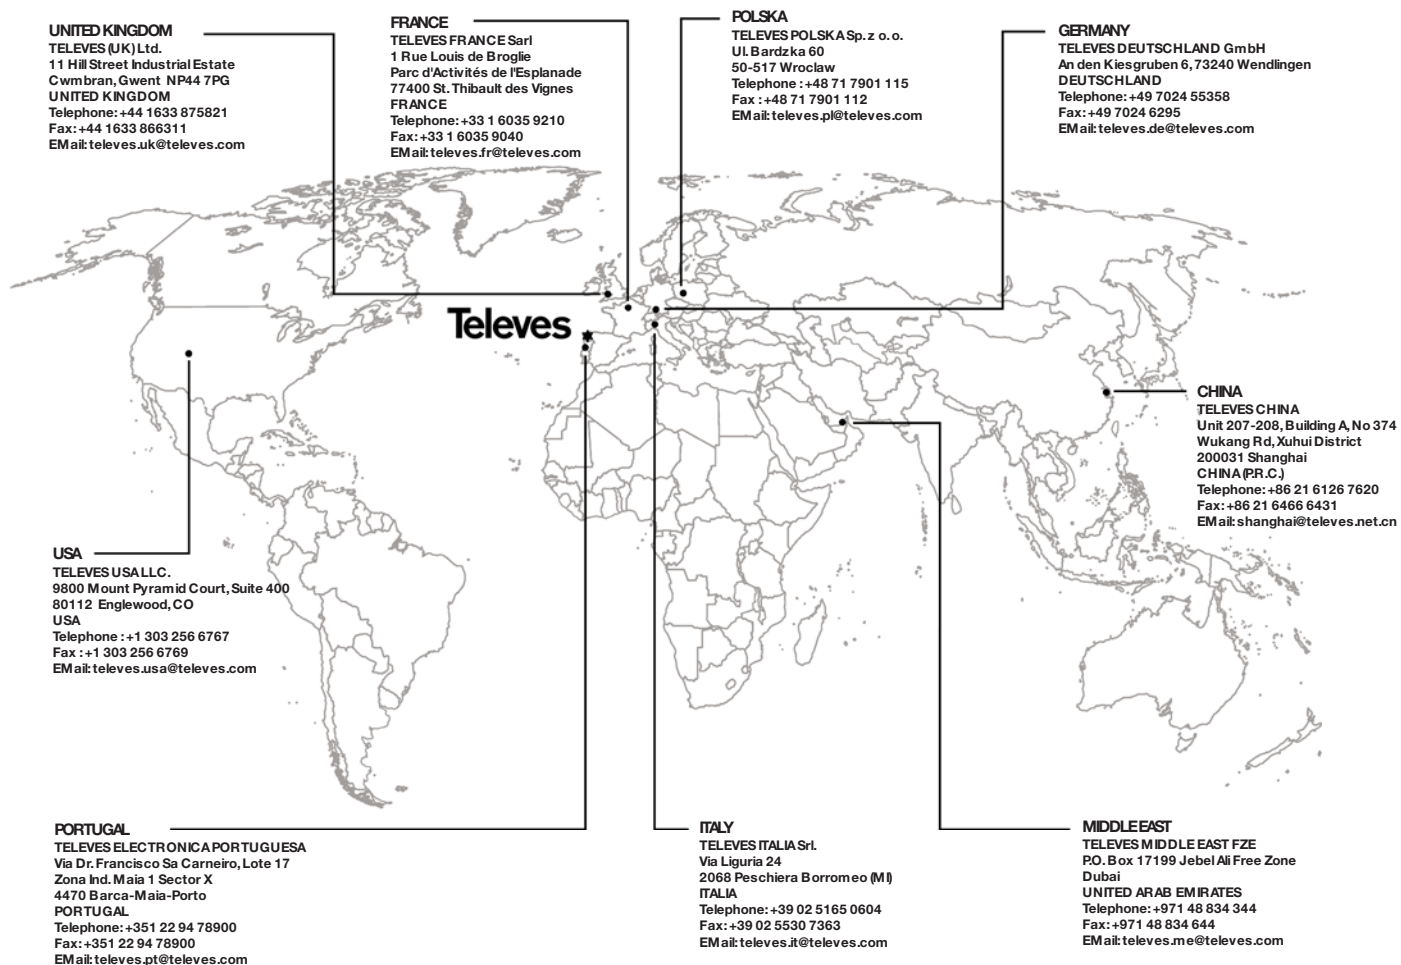 UNITED KINGDOM
TELEVES (UK) Ltd.
11 Hill Street Industrial Estate
Cwmbran, Gwent NP44 7PG
UNITED KINGDOM
Telephone: +44 1633 875821
Fax: +44 1633 866311
EMail: televes.uk@televes.com
FRANCE
TELEVES FRANCE Sarl
1 Rue Louis de Broglie
Parc d'Activités de l'Esplanade
77400 St. Thibault des Vignes
FRANCE
Telephone: +33 1 6035 9210
Fax: +33 1 6035 9040
EMail: televes.fr@televes.com
POLSKA
TELEVES POLSKA Sp. z o. o.
Ul. Bardzka 60
50-517 Wroclaw
Telephone : +48 71 7901 115
Fax : +48 71 7901 112
EMail: televes.pl@televes.com
GERMANY
TELEVES DEUTSCHLAND GmbH
An den Kiesgruben 6, 73240 Wendlingen
DEUTSCHLAND
Telephone: +49 7024 55358
Fax: +49 7024 6295
EMail: televes.de@televes.com
Televes
CHINA
TELEVES CHINA
Unit 207-208, Building A, No 374
Wukang Rd, Xuhui District
200031 Shanghai
CHINA (P.R.C.)
Telephone: +86 21 6126 7620
Fax: +86 21 6466 6431
EMail: shanghai@televes.net.cn
USA
TELEVES USA LLC.
9800 Mount Pyramid Court, Suite 400
80112 Englewood, CO
USA
Telephone : +1 303 256 6767
Fax : +1 303 256 6769
EMail: televes.usa@televes.com
PORTUGAL
TELEVES ELECTRONICA PORTUGUESA
Via Dr. Francisco Sa Carneiro, Lote 17
Zona Ind. Maia 1 Sector X
4470 Barca-Maia-Porto
PORTUGAL
Telephone: +351 22 94 78900
Fax: +351 22 94 78900
EMail: televes.pt@televes.com
ITALY
TELEVES ITALIA Srl.
Via Liguria 24
2068 Peschiera Borromeo (MI)
ITALIA
Telephone: +39 02 5165 0604
Fax: +39 02 5530 7363
EMail: televes.it@televes.com
MIDDLE EAST
TELEVES MIDDLE EAST FZE
P.O. Box 17199 Jebel Ali Free Zone
Dubai
UNITED ARAB EMIRATES
Telephone: +971 48 834 344
Fax: +971 48 834 644
EMail: televes.me@televes.com